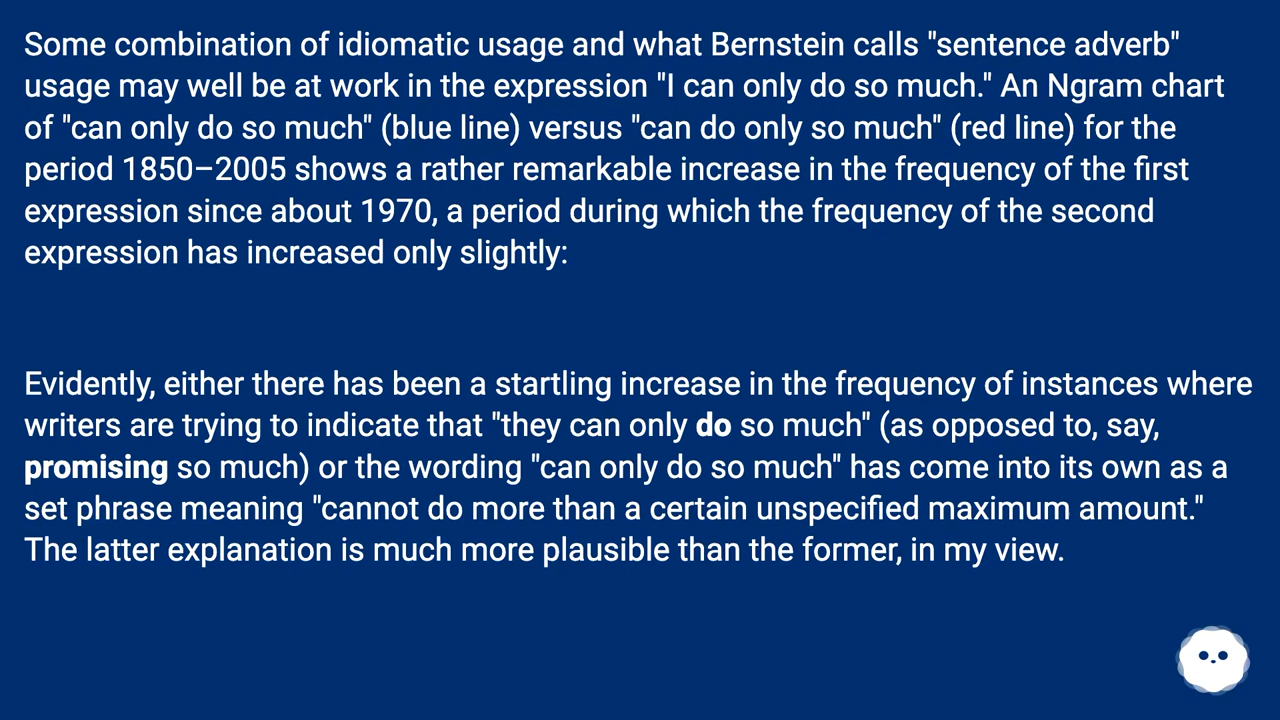 Some combination of idiomatic usage and what Bernstein calls "sentence adverb"
usage may well be at work in the expression "I can only do so much." An Ngram chart
of "can only do so much" (blue line) versus "can do only so much" (red line) for the
period 1850–2005 shows a rather remarkable increase in the frequency of the first
expression since about 1970, a period during which the frequency of the second
expression has increased only slightly:
Evidently, either there has been a startling increase in the frequency of instances where
writers are trying to indicate that "they can only do so much" (as opposed to, say,
promising so much) or the wording "can only do so much" has come into its own as a
set phrase meaning "cannot do more than a certain unspecified maximum amount."
The latter explanation is much more plausible than the former, in my view.